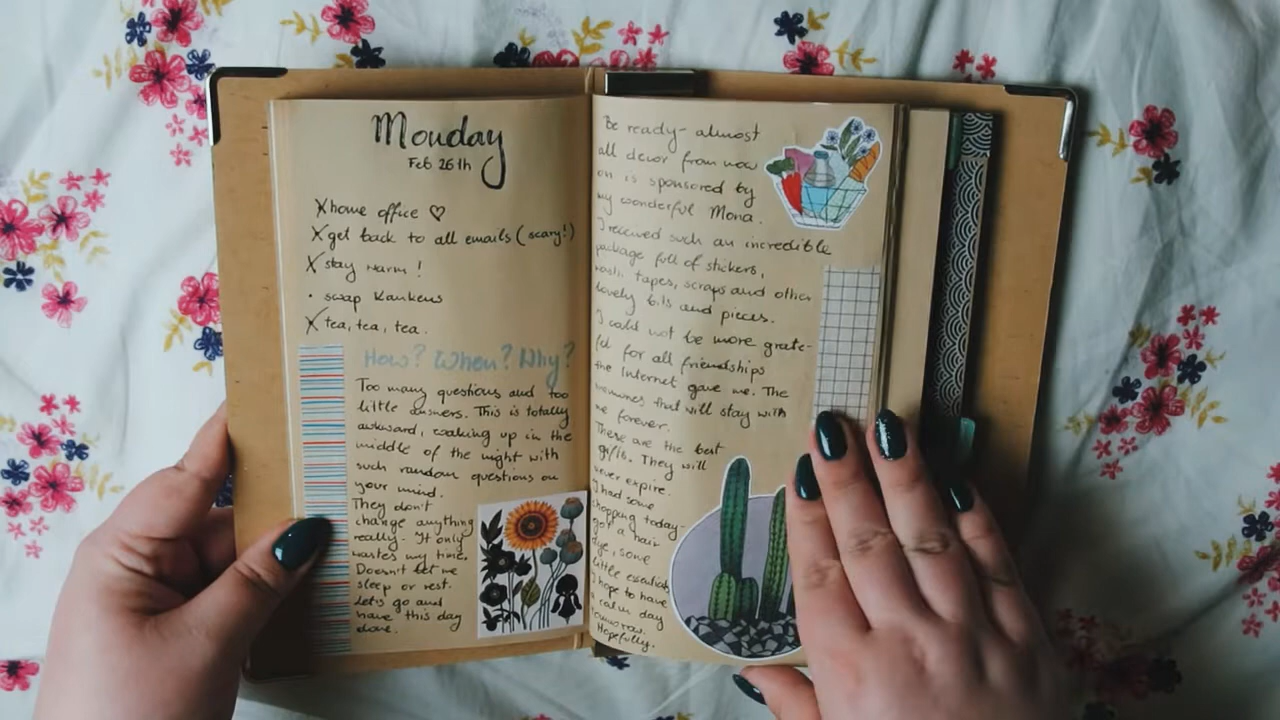 Monday
Feb 26th
X home office ♡
X get back to all emails (scary!)
X stay warm!
• swap Kankens
X tea, tea, tea.
How? When? Why?
Too many questions and too
little answers. This is totally
awkward, waking up in the
middle of the night with
such random questions on
your mind.
They don't
change anything
really. It only
wastes my time.
Doesn't let me
sleep or rest.
Let's go and
have this day
done.
Be ready - almost
all decor from now
on is sponsored by
my wonderful Mona.
I received such an incredible
package full of stickers,
washi tapes, scraps and other
lovely bits and pieces.
I could not be more grate-
ful for all friendships
the Internet gave me. The
memories that will stay with
me forever.
These are the best
gifts. They will
never expire.
I had some
shopping today -
got a hair
dye, some
little essentials
I hope to have
a calm day
tomorrow.
Hopefully.